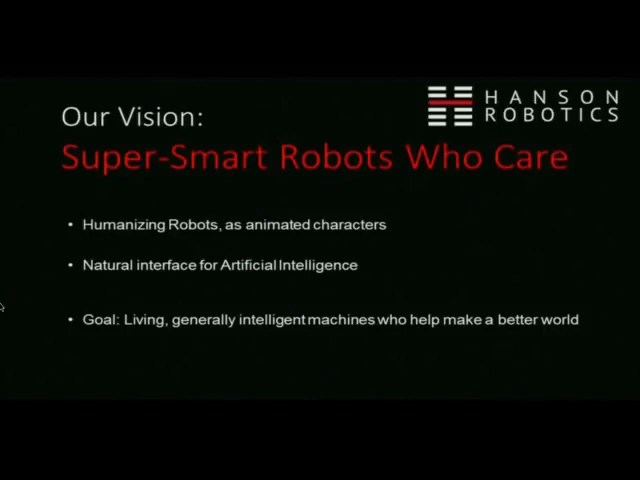 HANSON
ROBOTICS
Our Vision:
Super-Smart Robots Who Care
• Humanizing Robots, as animated characters
• Natural interface for Artificial Intelligence
• Goal: Living, generally intelligent machines who help make a better world